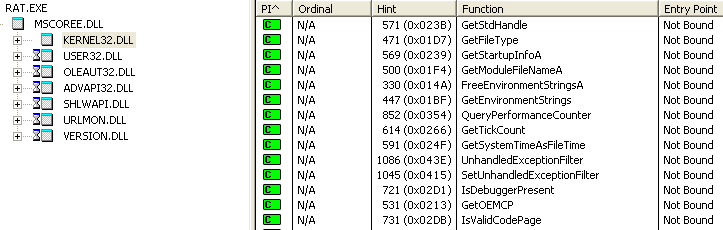 RAT.EXE
MSCOREE.DLL
KERNEL32.DLL
USER32.DLL
OLEAUT32.DLL
ADVAPI32.DLL
SHLWAPI.DLL
URLMON.DLL
VERSION.DLL
PI^ Ordinal Hint Function Entry Point
C N/A 571 (0x023B) GetStdHandle Not Bound
C N/A 471 (0x01D7) GetFileType Not Bound
C N/A 569 (0x0239) GetStartupInfoA Not Bound
C N/A 500 (0x01F4) GetModuleFileNameA Not Bound
C N/A 330 (0x014A) FreeEnvironmentStringsA Not Bound
C N/A 447 (0x01BF) GetEnvironmentStrings Not Bound
C N/A 852 (0x0354) QueryPerformanceCounter Not Bound
C N/A 614 (0x0266) GetTickCount Not Bound
C N/A 591 (0x024F) GetSystemTimeAsFileTime Not Bound
C N/A 1086 (0x043E) UnhandledExceptionFilter Not Bound
C N/A 1045 (0x0415) SetUnhandledExceptionFilter Not Bound
C N/A 721 (0x02D1) IsDebuggerPresent Not Bound
C N/A 531 (0x0213) GetOEMCP Not Bound
C N/A 731 (0x02DB) IsValidCodePage Not Bound